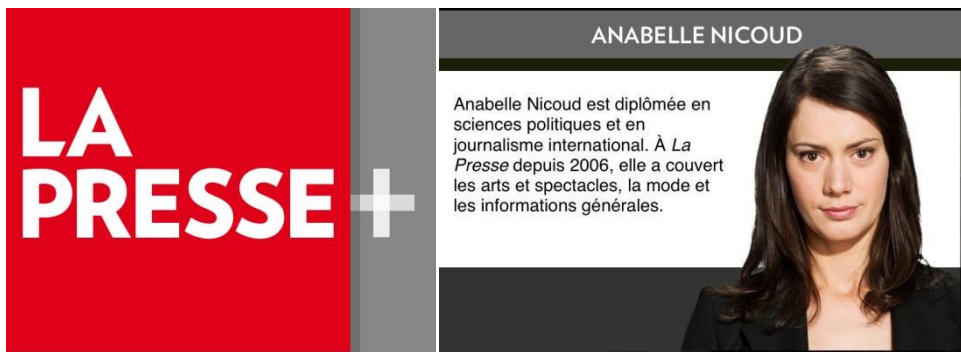 LA
PRESSE+
ANABELLE NICOUD
Anabelle Nicoud est diplômée en
sciences politiques et en
journalisme international. À La
Presse depuis 2006, elle a couvert
les arts et spectacles, la mode et
les informations générales.